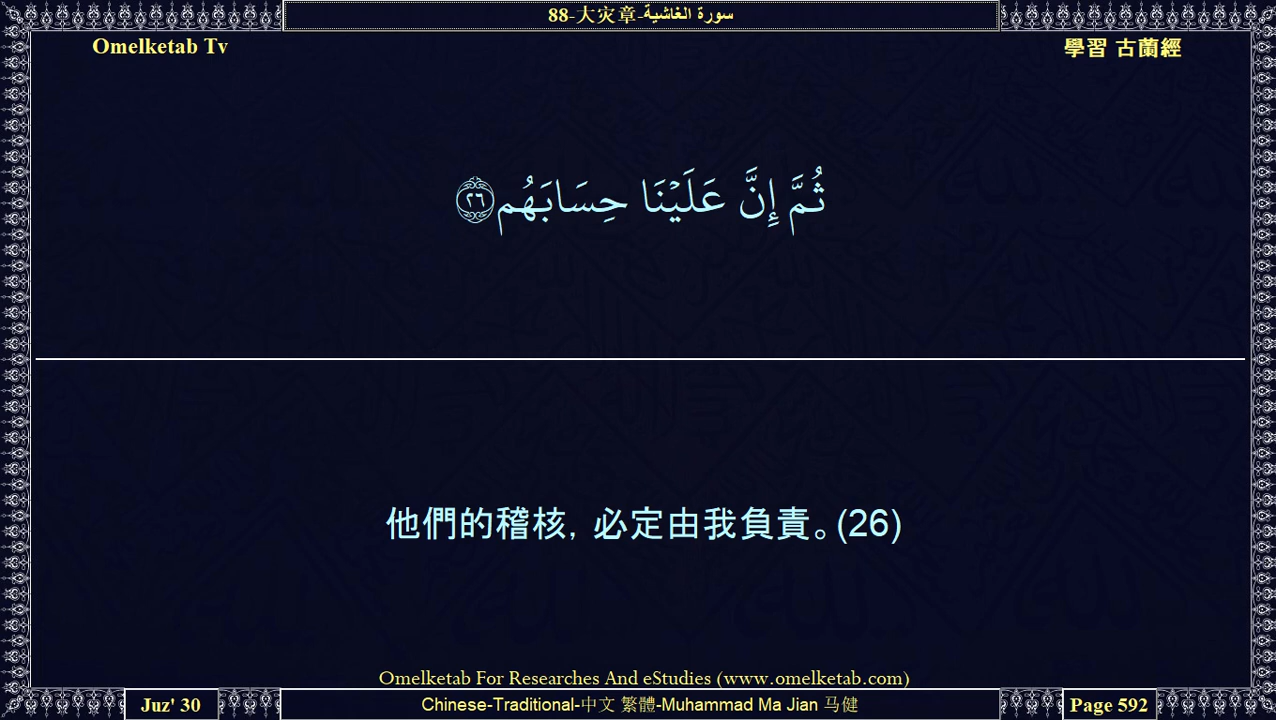 88-大灾章-سورة الغاشية
Omelketab Tv
學習 古蘭經
ثُمَّ إِنَّ عَلَيْنَا حِسَابَهُم ٢٦
他們的稽核，必定由我負責。(26)
Omelketab For Researches And eStudies (www.omelketab.com)
Juz' 30
Chinese-Traditional-中文 繁體-Muhammad Ma Jian 马健
Page 592